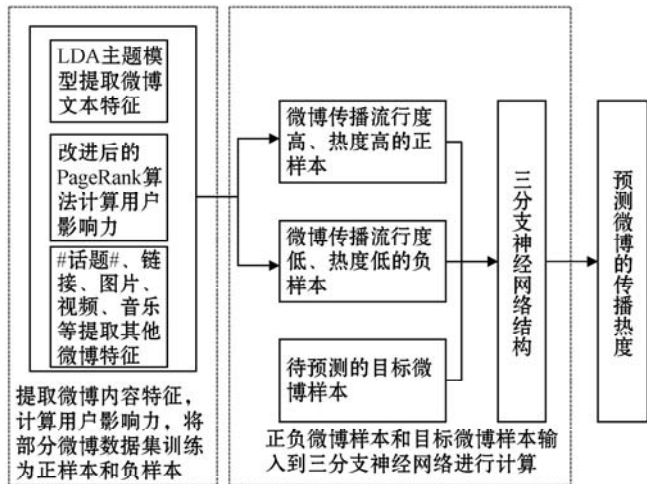 LDA主题模
型提取微博
文本特征
改进后的
PageRank算
法计算用户
影响力
#话题#、链
接、图片、
视频、音乐
等提取其他
微博特征
提取微博内容特征，
计算用户影响力，将
部分微博数据集训练
为正样本和负样本
微博传播流行度
高、热度高的正
样本
微博传播流行度
低、热度低的负
样本
待预测的目标微
博样本
正负微博样本和目标微博样本输
入到三分支神经网络进行计算
三分支神经网络结构
预测微博的传播热度